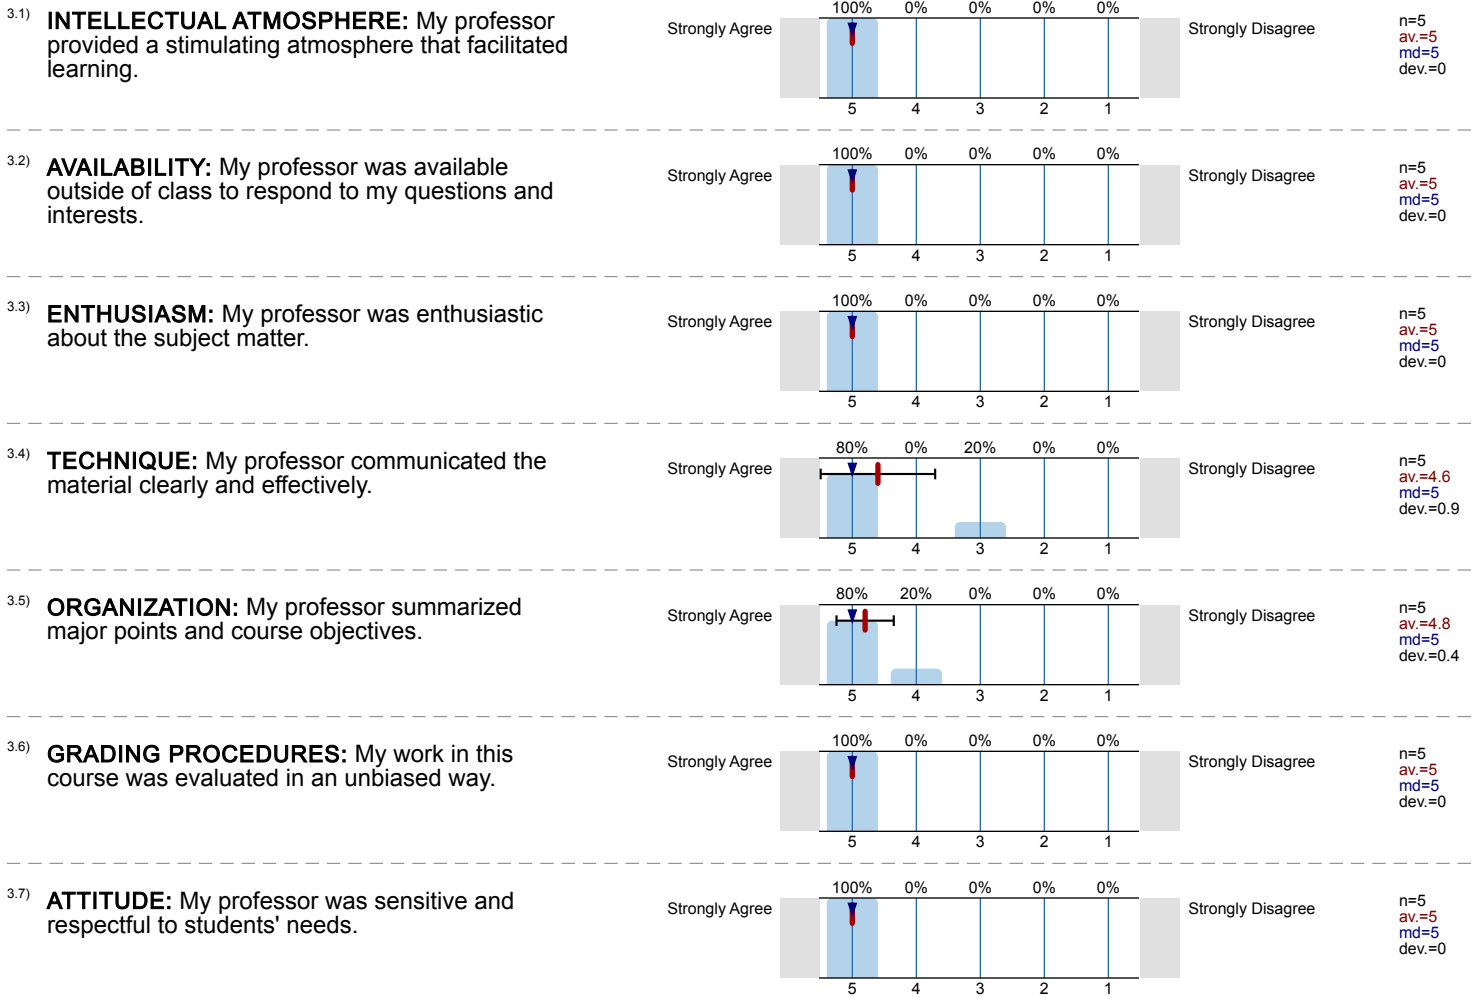 3.1) INTELLECTUAL ATMOSPHERE: My professor
provided a stimulating atmosphere that facilitated
learning.
Strongly Agree
100% 0% 0% 0% 0%
5 4 3 2 1
Strongly Disagree
n=5
av.=5
md=5
dev.=0
3.2) AVAILABILITY: My professor was available
outside of class to respond to my questions and
interests.
Strongly Agree
100% 0% 0% 0% 0%
5 4 3 2 1
Strongly Disagree
n=5
av.=5
md=5
dev.=0
3.3) ENTHUSIASM: My professor was enthusiastic
about the subject matter.
Strongly Agree
100% 0% 0% 0% 0%
5 4 3 2 1
Strongly Disagree
n=5
av.=5
md=5
dev.=0
3.4) TECHNIQUE: My professor communicated the
material clearly and effectively.
Strongly Agree
80% 0% 20% 0% 0%
5 4 3 2 1
Strongly Disagree
n=5
av.=4.6
md=5
dev.=0.9
3.5) ORGANIZATION: My professor summarized
major points and course objectives.
Strongly Agree
80% 20% 0% 0% 0%
5 4 3 2 1
Strongly Disagree
n=5
av.=4.8
md=5
dev.=0.4
3.6) GRADING PROCEDURES: My work in this
course was evaluated in an unbiased way.
Strongly Agree
100% 0% 0% 0% 0%
5 4 3 2 1
Strongly Disagree
n=5
av.=5
md=5
dev.=0
3.7) ATTITUDE: My professor was sensitive and
respectful to students' needs.
Strongly Agree
100% 0% 0% 0% 0%
5 4 3 2 1
Strongly Disagree
n=5
av.=5
md=5
dev.=0